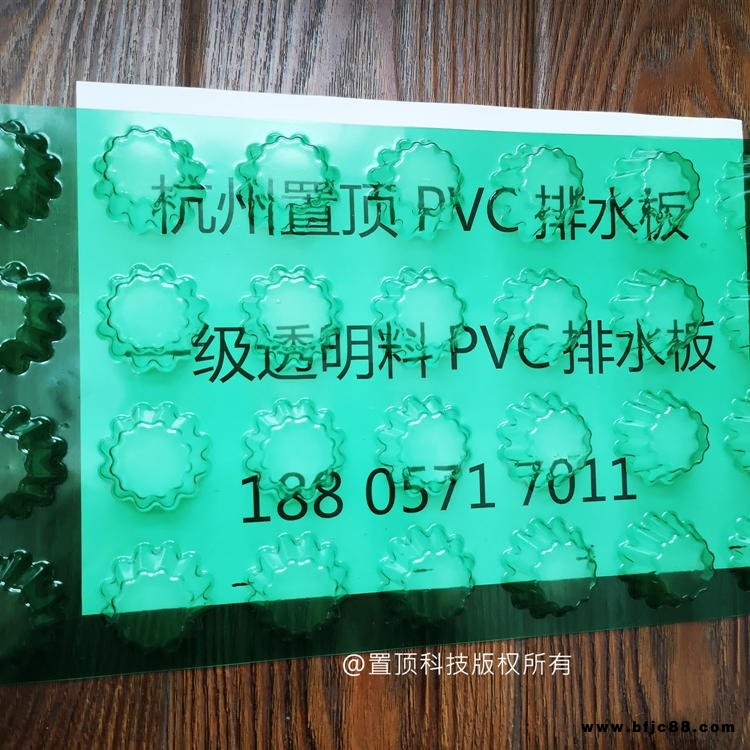 杭州置顶 PVC 排水板
一级透明料 PVC 排水板
188 0571 7011
@置顶科技版权所有
www.bfjc88.com